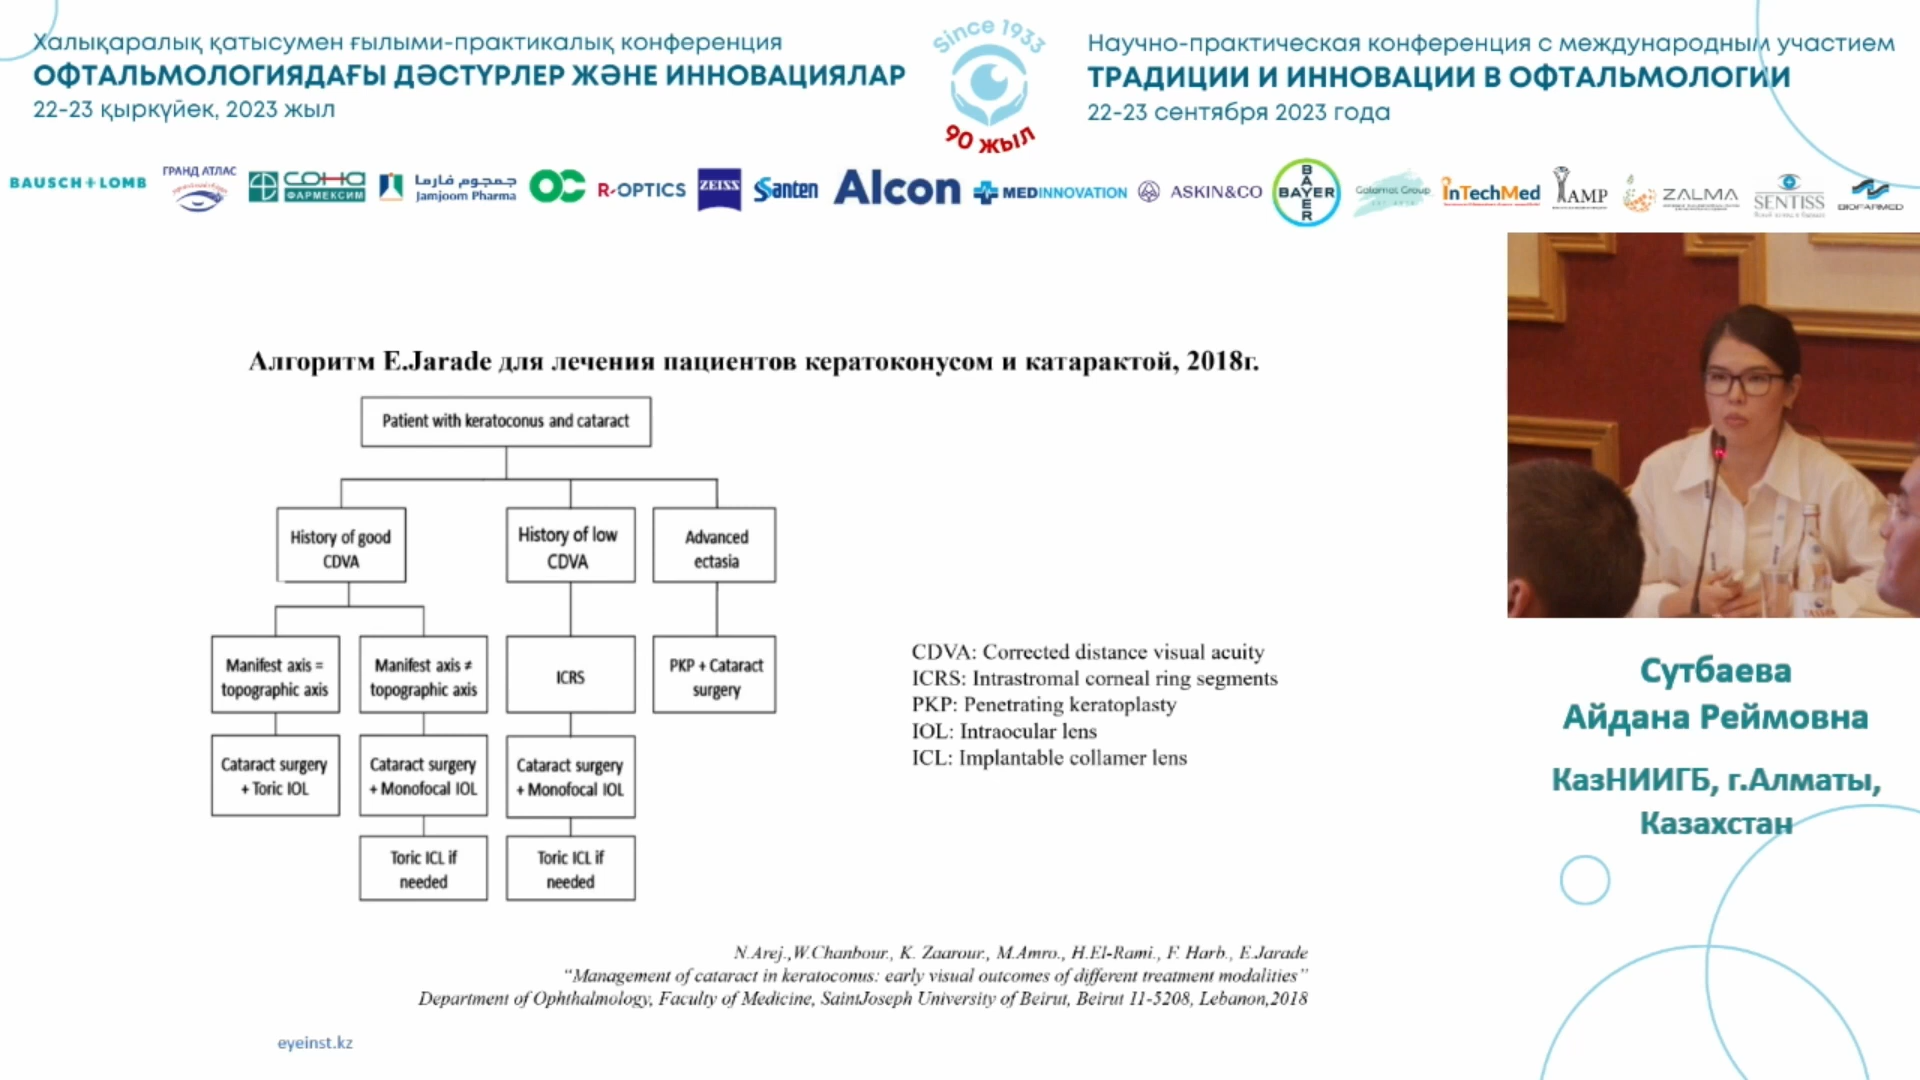 Халықаралық қатысумен ғылыми-практикалық конференция
ОФТАЛЬМОЛОГИЯДАҒЫ ДӘСТҮРЛЕР ЖӘНЕ ИННОВАЦИЯЛАР
22-23 қыркүйек, 2023 жыл
Since 1933
90 жыл
Научно-практическая конференция с международным участием
ТРАДИЦИИ И ИННОВАЦИИ В ОФТАЛЬМОЛОГИИ
22-23 сентября 2023 года
BAUSCH+LOMB
ГРАНД АТЛАС
СОНА
ФАРМЕКСИМ
جمجوم فارما
Jamjoom Pharma
OC
R-OPTICS
ZEISS
Santen
Alcon
MEDINNOVATION
ASKIN&CO
BAYER
BAYER
Galamat Group
InTechMed
IAMP
ZALMA
SENTISS
BIOFARMED
Алгоритм E.Jarade для лечения пациентов кератоконусом и катарактой, 2018г.
Patient with keratoconus and cataract
History of good
CDVA
History of low
CDVA
Advanced
ectasia
Manifest axis =
topographic axis
Manifest axis ≠
topographic axis
ICRS
PKP + Cataract
surgery
Cataract surgery
+ Toric IOL
Cataract surgery
+ Monofocal IOL
Cataract surgery
+ Monofocal IOL
Toric ICL if
needed
Toric ICL if
needed
CDVA: Corrected distance visual acuity
ICRS: Intrastromal corneal ring segments
PKP: Penetrating keratoplasty
IOL: Intraocular lens
ICL: Implantable collamer lens
N.Arej.,W.Chanbour., K. Zaarour., M.Amro., H.El-Rami., F. Harb., E.Jarade
“Management of cataract in keratoconus: early visual outcomes of different treatment modalities”
Department of Ophthalmology, Faculty of Medicine, SaintJoseph University of Beirut, Beirut 11-5208, Lebanon,2018
eyeinst.kz
Сутбаева
Айдана Реймовна
КазНИИГБ, г.Алматы,
Казахстан